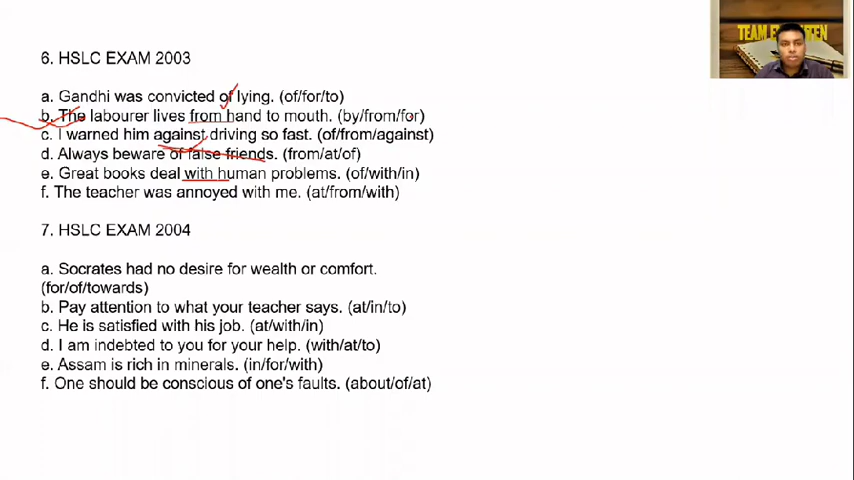 6. HSLC EXAM 2003
a. Gandhi was convicted of lying. (of/for/to)
b. The labourer lives from hand to mouth. (by/from/for)
c. I warned him against driving so fast. (of/from/against)
d. Always beware of false friends. (from/at/of)
e. Great books deal with human problems. (of/with/in)
f. The teacher was annoyed with me. (at/from/with)
7. HSLC EXAM 2004
a. Socrates had no desire for wealth or comfort.
(for/of/towards)
b. Pay attention to what your teacher says. (at/in/to)
c. He is satisfied with his job. (at/with/in)
d. I am indebted to you for your help. (with/at/to)
e. Assam is rich in minerals. (in/for/with)
f. One should be conscious of one's faults. (about/of/at)
TEAM